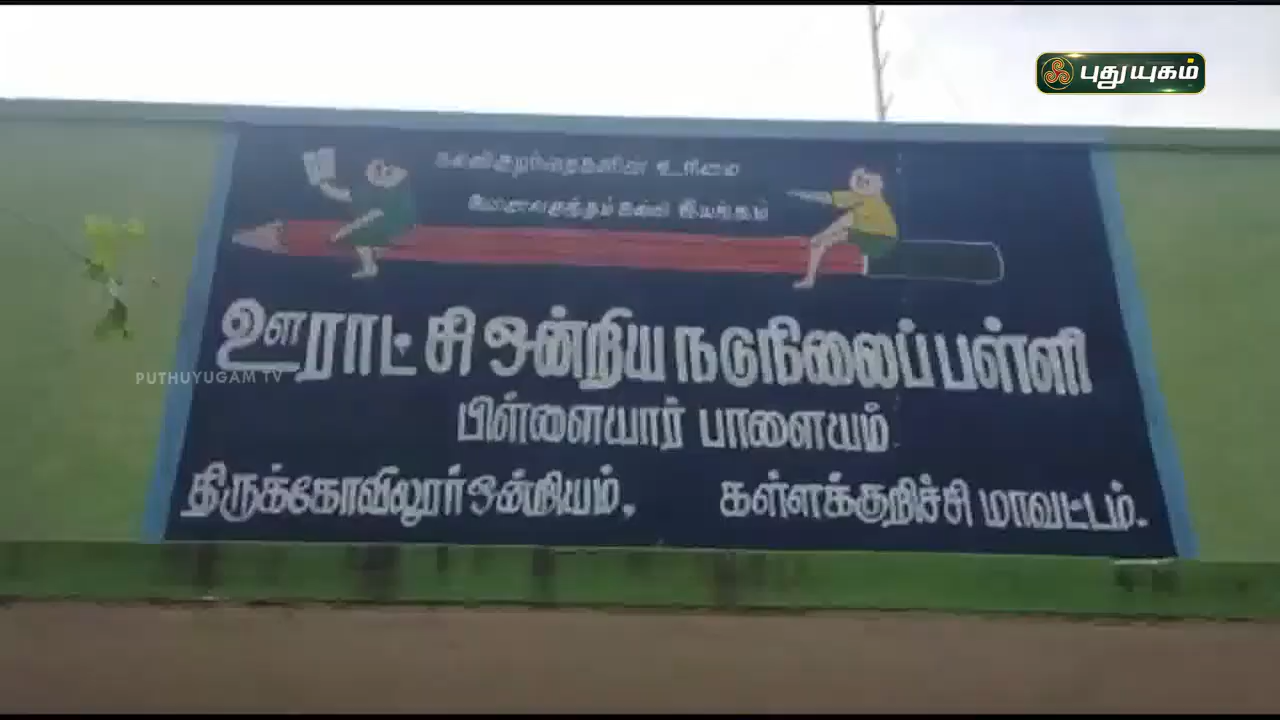 புதுயுகம்
ஊராட்சி ஒன்றிய நடுநிலைப்பள்ளி
PUTHUYUGAM TV
பிள்ளையார் பாளையம்
திருக்கோவிலூர் ஒன்றியம், கள்ளக்குறிச்சி மாவட்டம்.